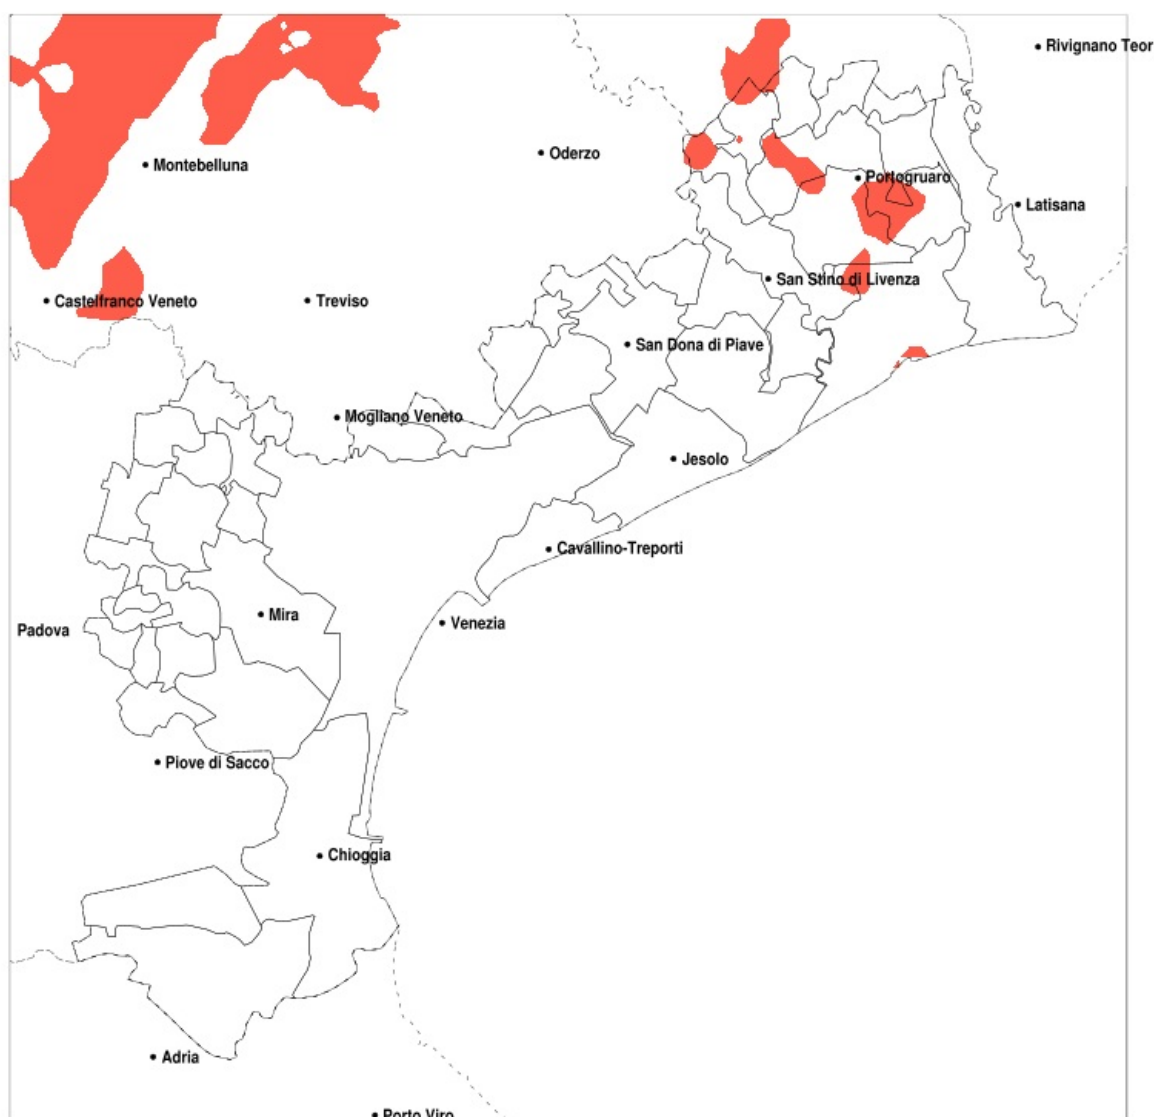 Rivignano Teor
Montebelluna
Oderzo
Portogruaro
Latisana
San Stino di Livenza
Castelfranco Veneto
Treviso
San Dona di Piave
Mogliano Veneto
Jesolo
Cavallino-Treporti
Mira
Venezia
Padova
Piove di Sacco
Chioggia
Adria
Porto Viro